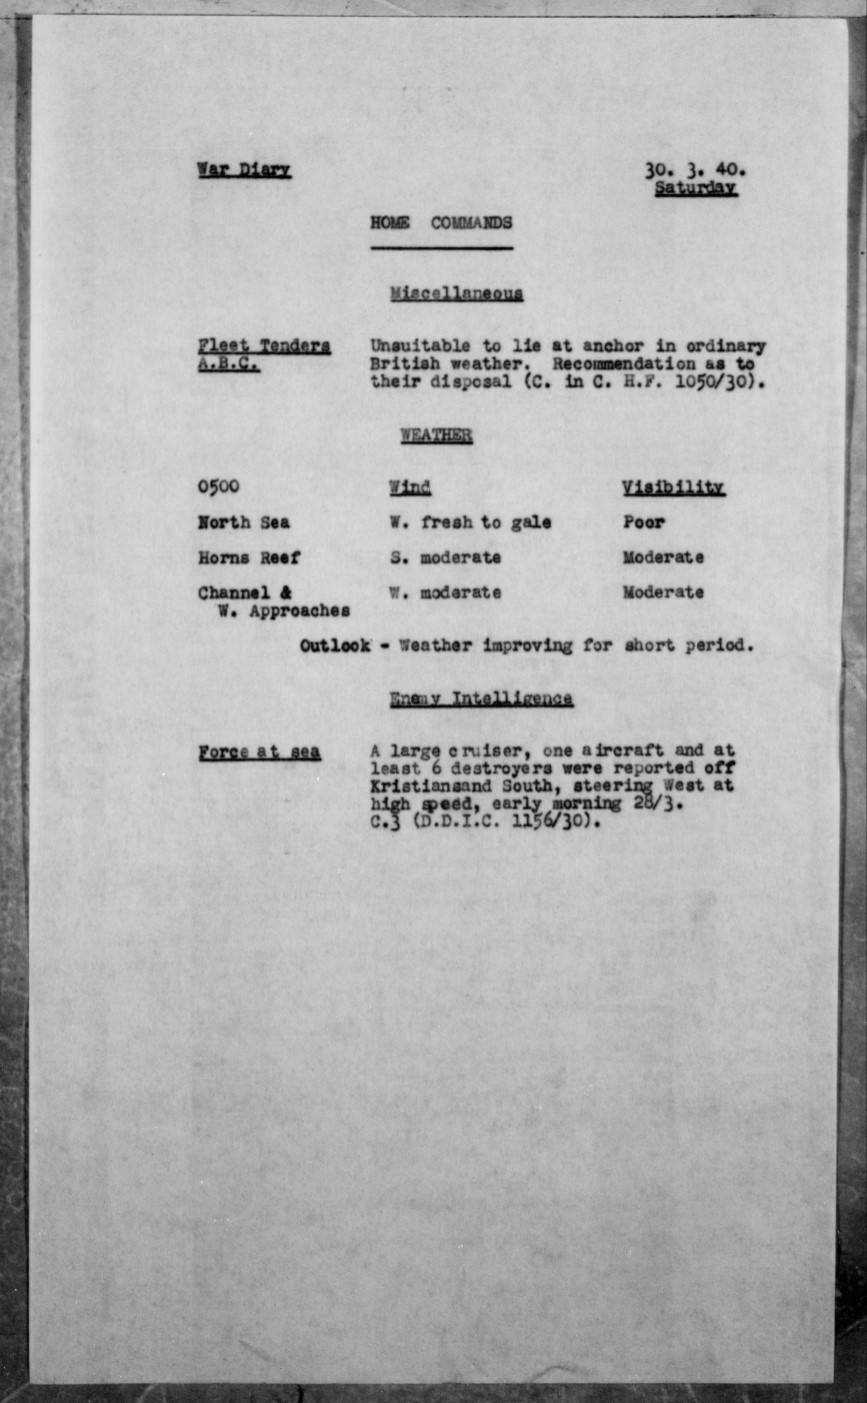 War Diary 30. 3. 40.
Saturday
HOME COMMANDS
Miscellaneous
Fleet Tenders Unsuitable to lie at anchor in ordinary
A.B.C. British weather. Recommendation as to
their disposal (C. in C. H.F. 1050/30).
WEATHER
0500 Wind Visibility
North Sea W. fresh to gale Poor
Horns Reef S. moderate Moderate
Channel & W. moderate Moderate
W. Approaches
Outlook - Weather improving for short period.
Enemy Intelligence
Force at sea A large cruiser, one aircraft and at
least 6 destroyers were reported off
Kristiansand South, steering West at
high speed, early morning 28/3.
C.3 (D.D.I.C. 1156/30).